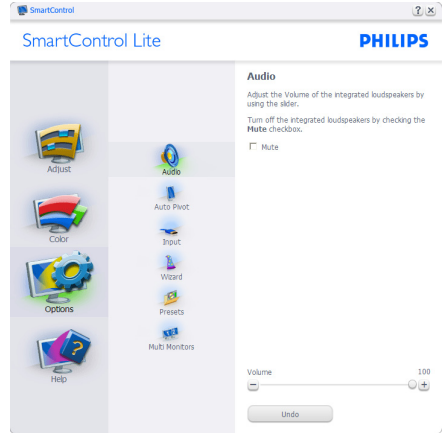 SmartControl
SmartControl Lite
PHILIPS
Adjust
Color
Options
Help
Audio
Auto Pivot
Input
Wizard
Presets
Multi Monitors
Audio
Adjust the Volume of the integrated loudspeakers by
using the slider.
Turn off the integrated loudspeakers by checking the
Mute checkbox.
Mute
Volume 100
Undo